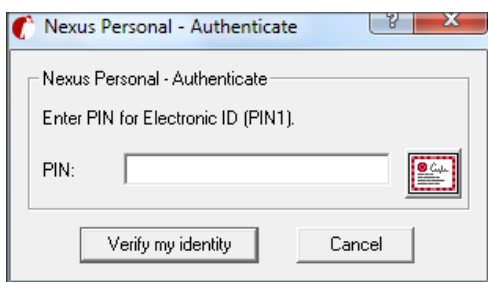 Nexus Personal - Authenticate
Nexus Personal - Authenticate
Enter PIN for Electronic ID (PIN1).
PIN:
Verify my identity
Cancel